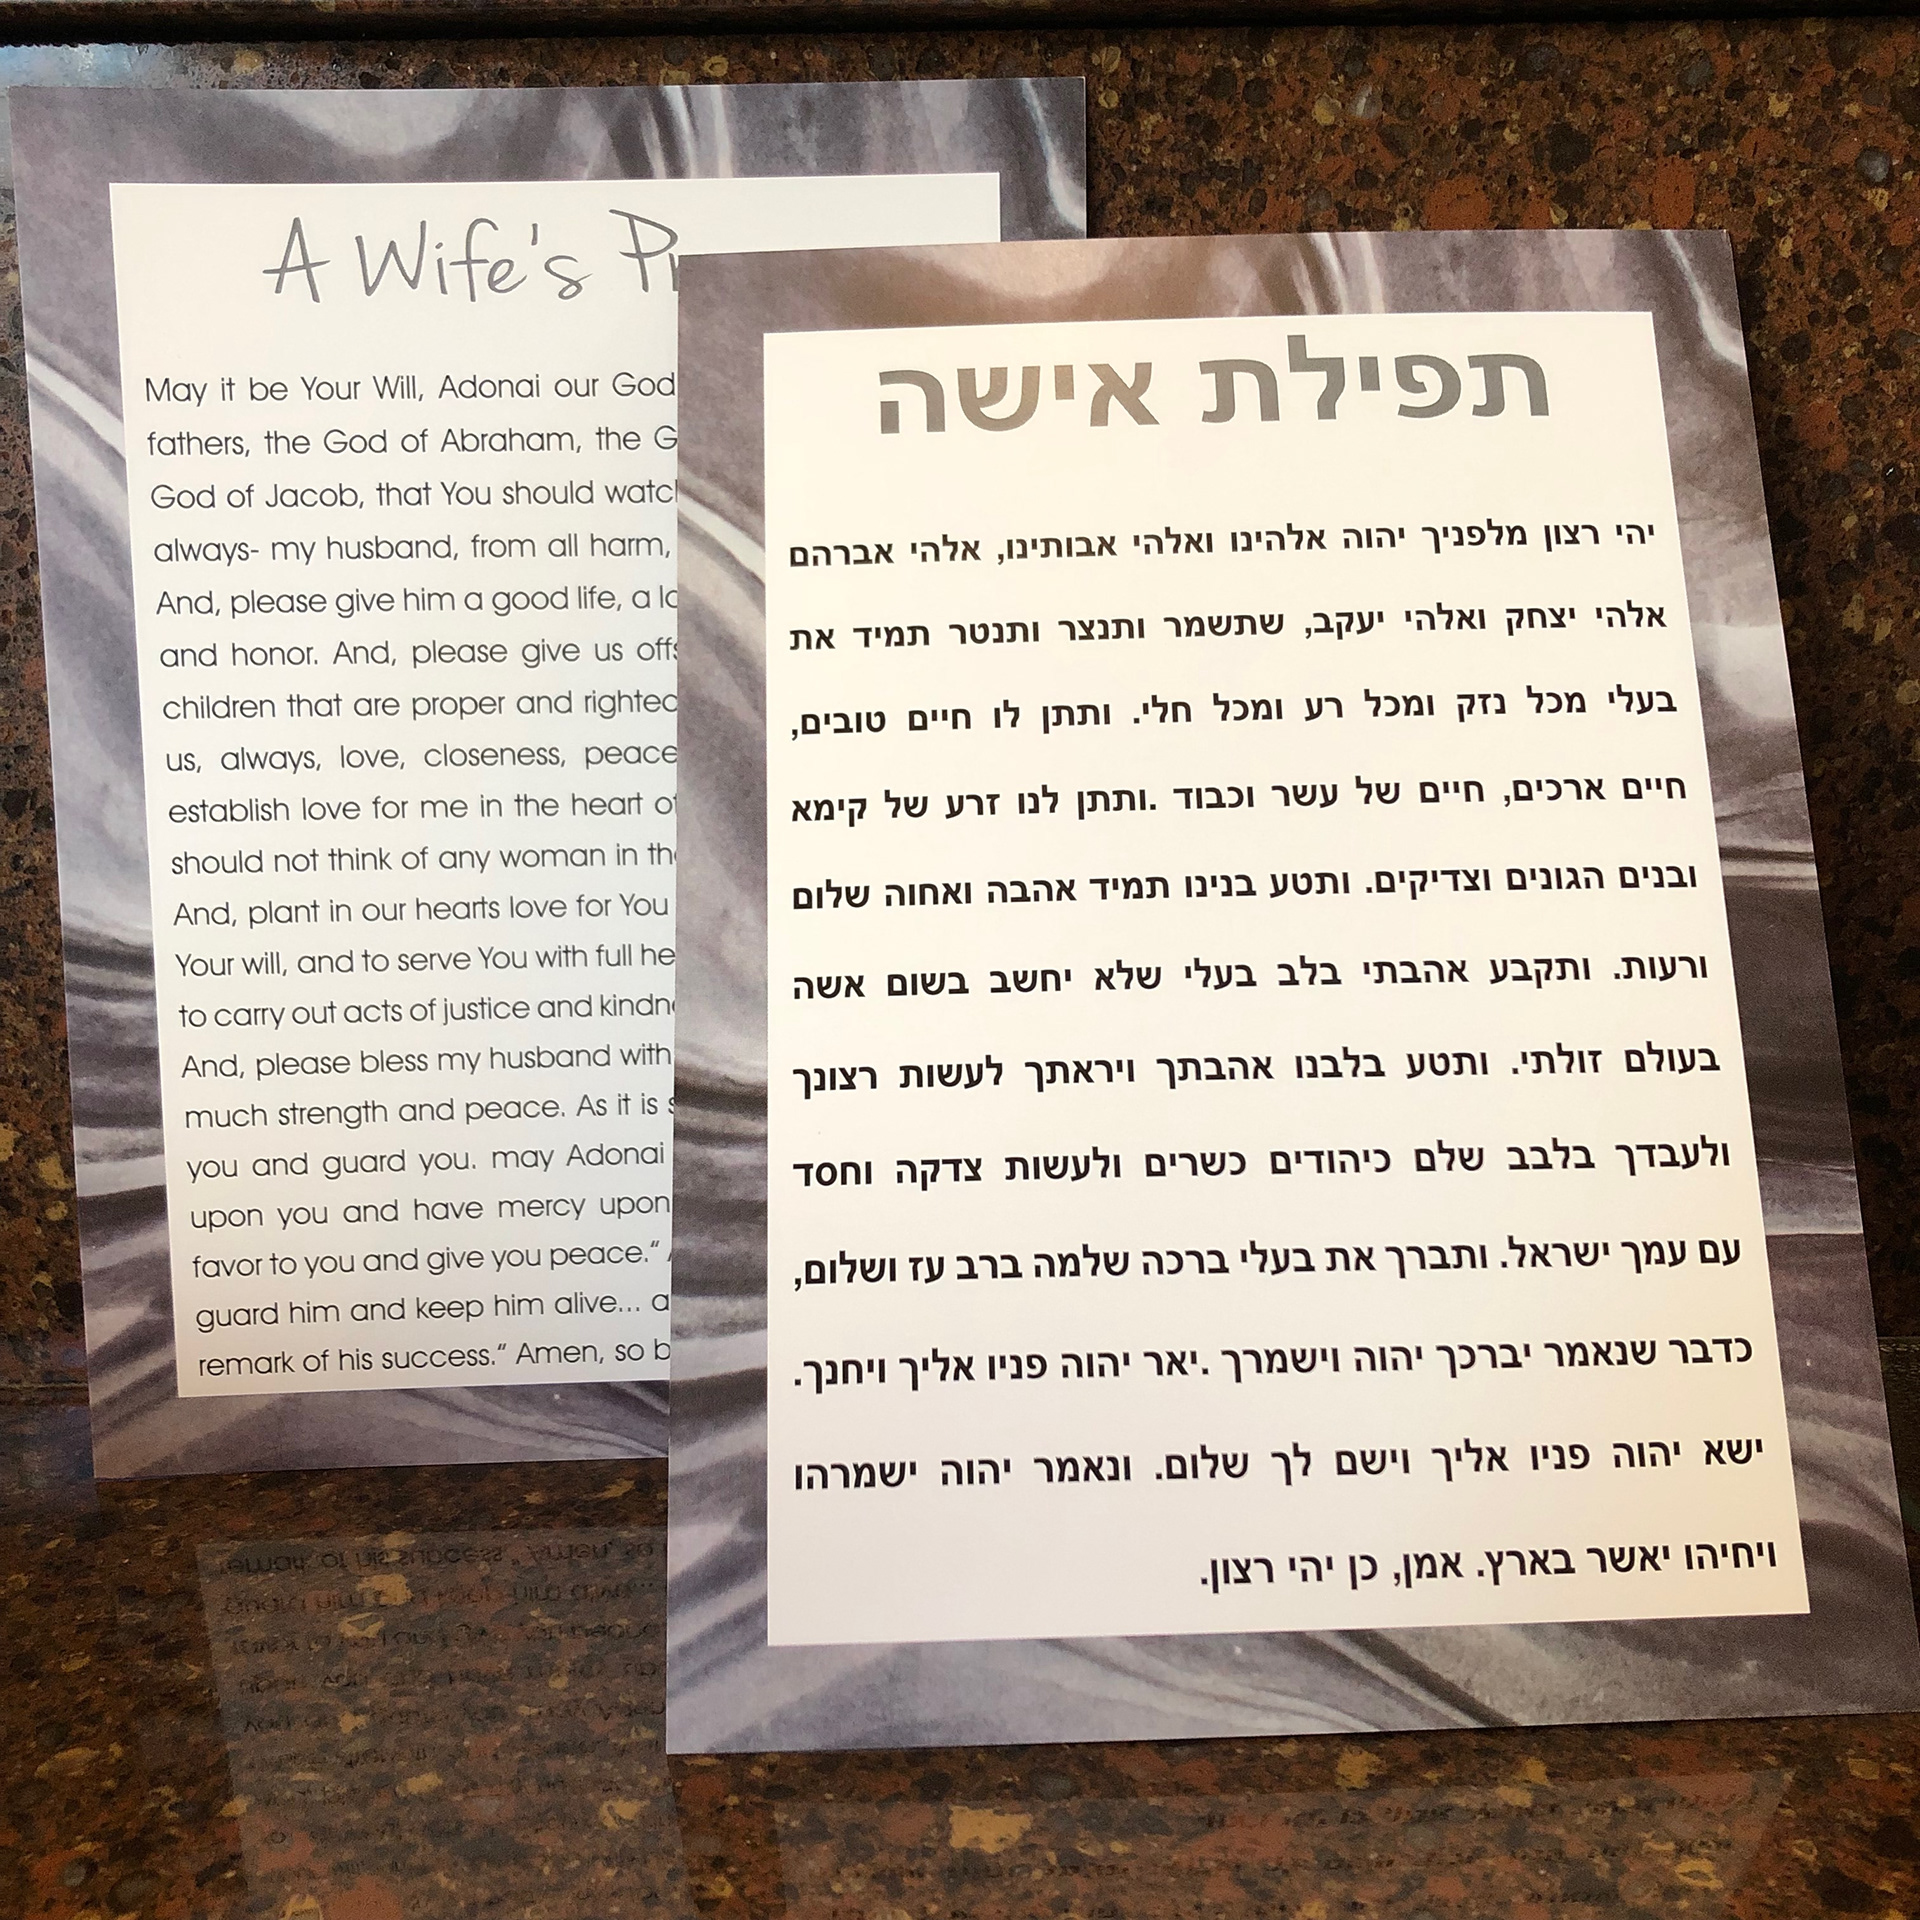 A Wife's
May it be Your Will, Adonai our God
fathers, the God of Abraham, the
God of Jacob, that You should
always- my husband, from all harm,
And, please give him a good life, a
and honor. And, please give us
children that are proper and
us, always, love, closeness, peace
establish love for me in the heart
should not think of any woman in
And, plant in our hearts love for You
Your will, and to serve You with full
to carry out acts of justice and
And, please bless my husband with
much strength and peace. As it is
you and guard you. may Adonai
upon you and have mercy upon
favor to you and give you peace."
guard him and keep him alive...
remark of his success." Amen, so
תפילת אישה
יהי רצון מלפניך יהוה אלהינו ואלהי אבותינו, אלהי אברהם
אלהי יצחק ואלהי יעקב, שתשמר ותנצר ותנטר תמיד את
בעלי מכל נזק ומכל רע ומכל חלי. ותתן לו חיים טובים,
חיים ארכים, חיים של עשר וכבוד .ותתן לנו זרע של קימא
ובנים הגונים וצדיקים. ותטע בנינו תמיד אהבה ואחוה שלום
ורעות. ותקבע אהבתי בלב בעלי שלא יחשב בשום אשה
בעולם זולתי. ותטע בלבנו אהבתך ויראתך לעשות רצונך
ולעבדך בלבב שלם כיהודים כשרים ולעשות צדקה וחסד
עם עמך ישראל. ותברך את בעלי ברכה שלמה ברב עז ושלום,
כדבר שנאמר יברכך יהוה וישמרך .יאר יהוה פניו אליך ויחנך.
ישא יהוה פניו אליך וישם לך שלום. ונאמר יהוה ישמרהו
ויחיהו יאשר בארץ. אמן, כן יהי רצון.